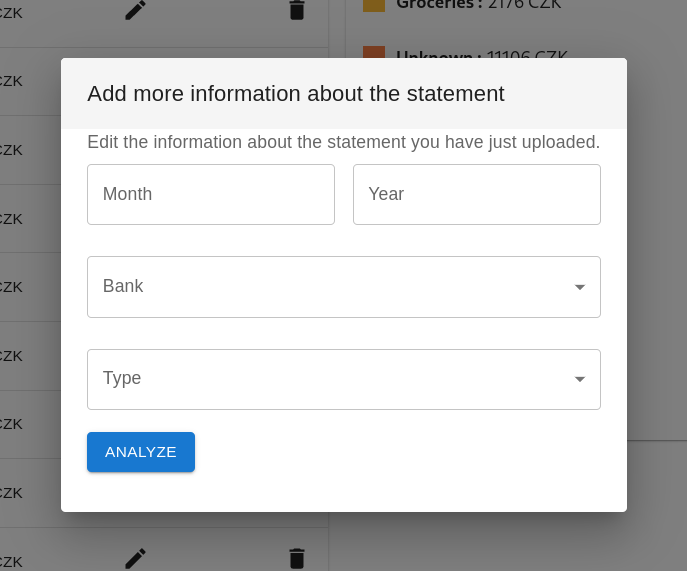 CZK
Groceries : 2176 CZK
CZK
Unknown : 11106 CZK
Add more information about the statement
Edit the information about the statement you have just uploaded.
CZK
Month
Year
CZK
Bank
CZK
CZK
Type
CZK
ANALYZE
CZK
CZK